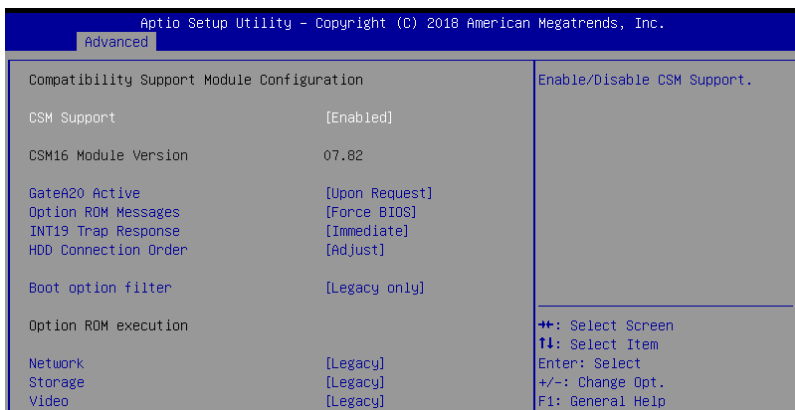 Aptio Setup Utility – Copyright (C) 2018 American Megatrends, Inc.
Advanced
Compatibility Support Module Configuration
CSM Support [Enabled]
CSM16 Module Version 07.82
GateA20 Active [Upon Request]
Option ROM Messages [Force BIOS]
INT19 Trap Response [Immediate]
HDD Connection Order [Adjust]
Boot option filter [Legacy only]
Option ROM execution
Network [Legacy]
Storage [Legacy]
Video [Legacy]
Enable/Disable CSM Support.
→←: Select Screen
↑↓: Select Item
Enter: Select
+/-: Change Opt.
F1: General Help